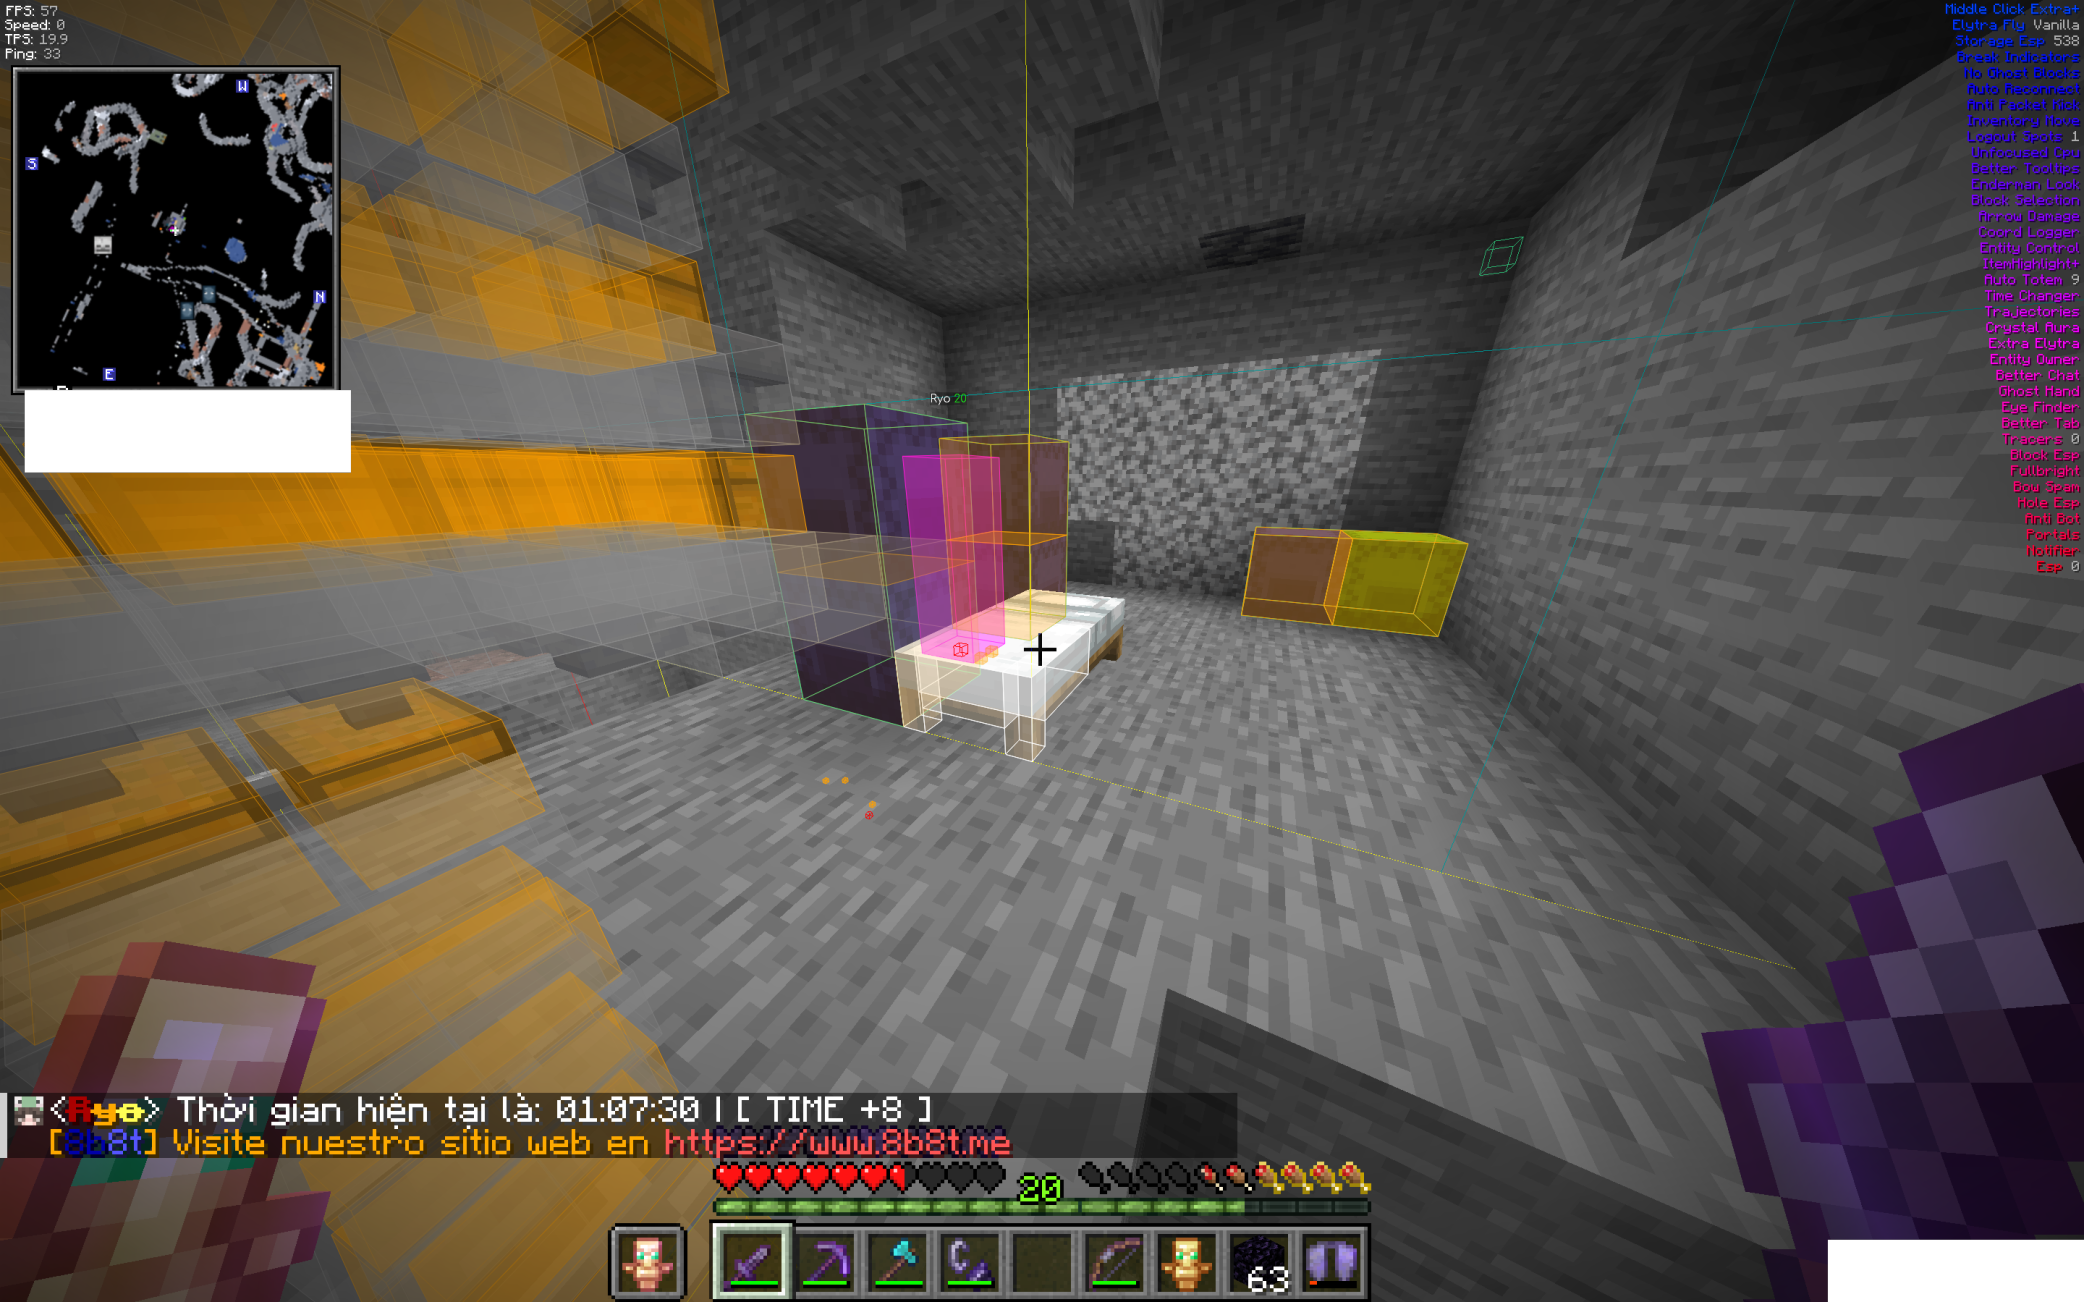 FPS: 57
Speed: 0
TPS: 19.9
Ping: 33
W
S
N
E
Middle Click Extra+
Elytra Fly Vanilla
Storage Esp 538
Break Indicators
No Ghost Blocks
Auto Reconnect
Anti Packet Kick
Inventory Move
Logout Spots 1
Unfocused Cpu
Better Tooltips
Enderman Look
Block Selection
Arrow Damage
Coord Logger
Entity Control
ItemHighlight+
Auto Totem 9
Time Changer
Trajectories
Crystal Aura
Extra Elytra
Entity Owner
Better Chat
Ghost Hand
Eye Finder
Better Tab
Tracers 0
Block Esp
Fullbright
Bow Spam
Hole Esp
Anti Bot
Portals
Notifier
Esp 0
Ryo 20
<Ryo> Thời gian hiện tại là: 01:07:30 | [ TIME +8 ]
[8b8t] Visite nuestro sitio web en https://www.8b8t.me
20
63